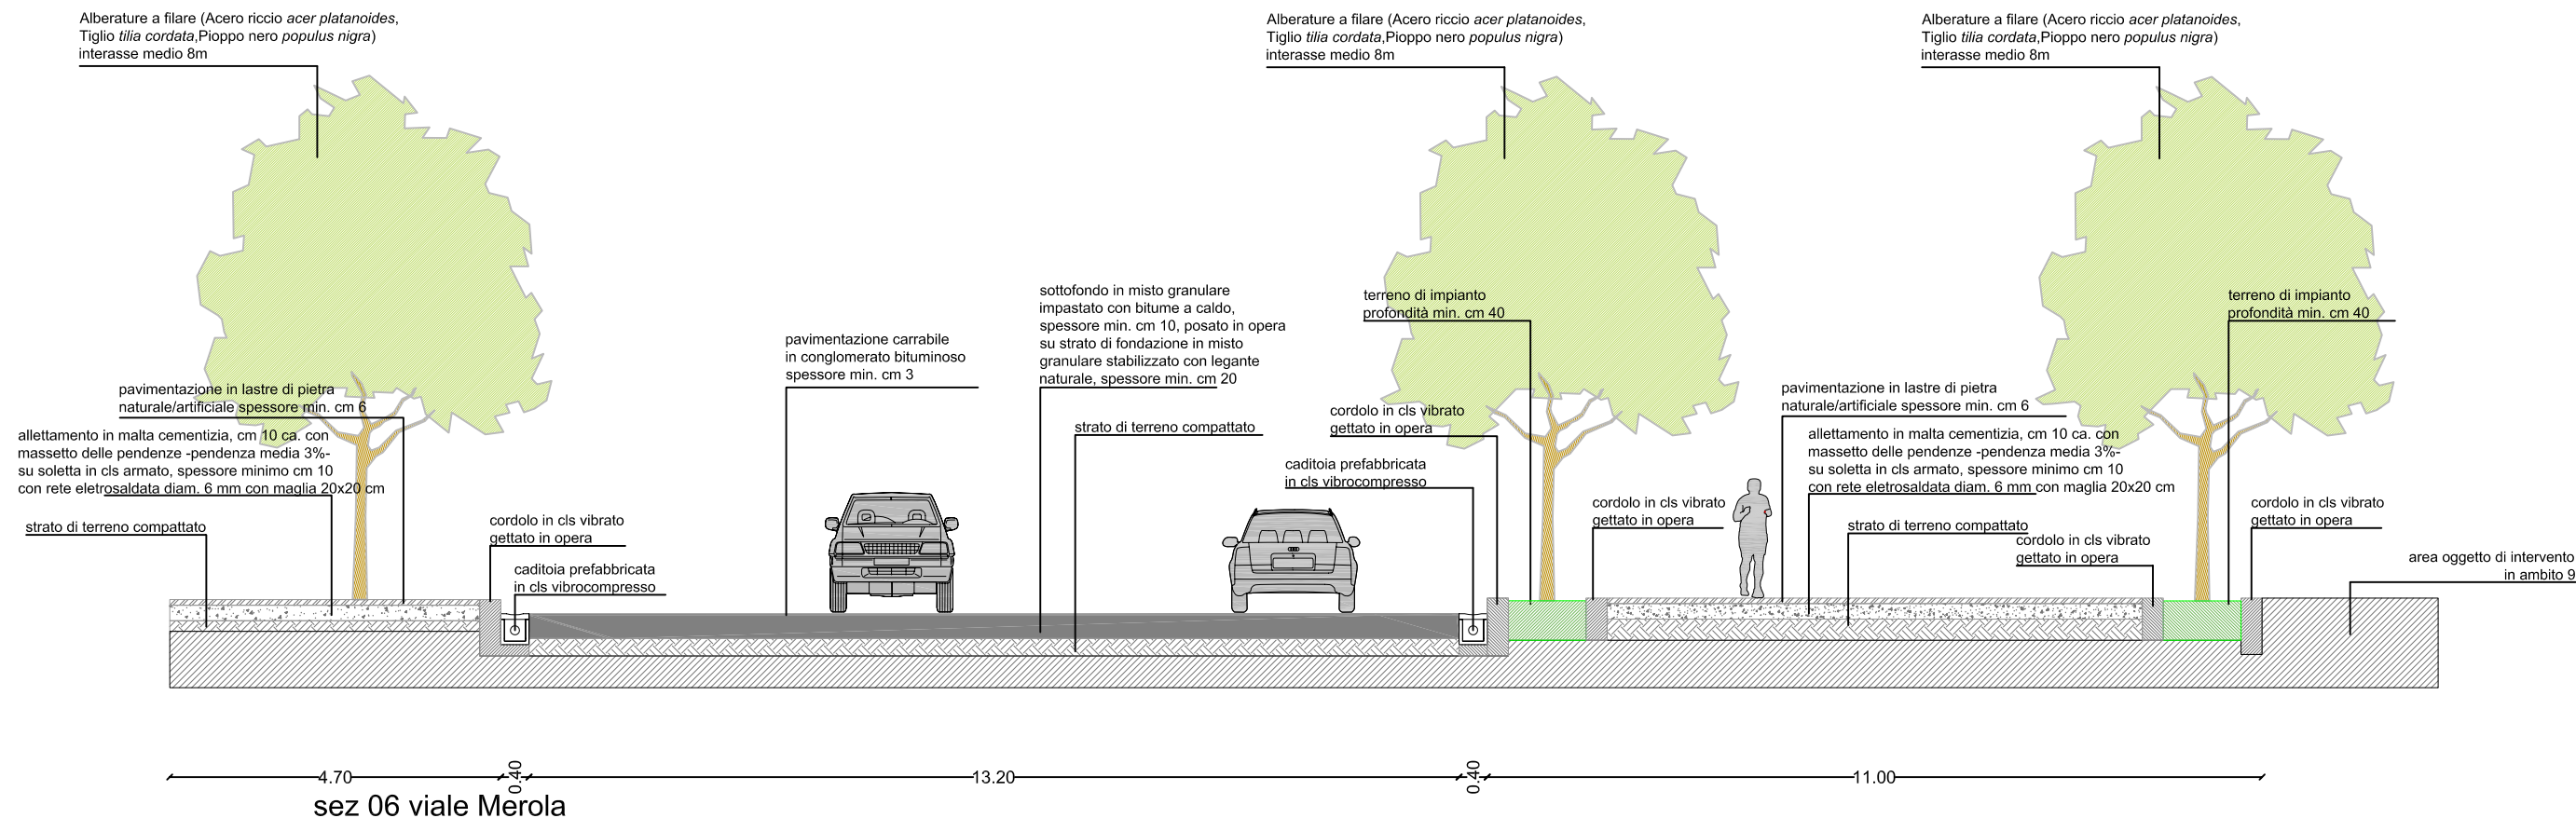 Alberature a filare (Acero riccio acer platanoides,
Tiglio tilia cordata,Pioppo nero populus nigra)
interasse medio 8m
Alberature a filare (Acero riccio acer platanoides,
Tiglio tilia cordata,Pioppo nero populus nigra)
interasse medio 8m
Alberature a filare (Acero riccio acer platanoides,
Tiglio tilia cordata,Pioppo nero populus nigra)
interasse medio 8m
pavimentazione in lastre di pietra
naturale/artificiale spessore min. cm 6
allettamento in malta cementizia, cm 10 ca. con
massetto delle pendenze -pendenza media 3%-
su soletta in cls armato, spessore minimo cm 10
con rete eletrosaldata diam. 6 mm con maglia 20x20 cm
strato di terreno compattato
cordolo in cls vibrato
gettato in opera
caditoia prefabbricata
in cls vibrocompresso
pavimentazione carrabile
in conglomerato bituminoso
spessore min. cm 3
sottofondo in misto granulare
impastato con bitume a caldo,
spessore min. cm 10, posato in opera
su strato di fondazione in misto
granulare stabilizzato con legante
naturale, spessore min. cm 20
strato di terreno compattato
terreno di impianto
profondità min. cm 40
cordolo in cls vibrato
gettato in opera
caditoia prefabbricata
in cls vibrocompresso
cordolo in cls vibrato
gettato in opera
pavimentazione in lastre di pietra
naturale/artificiale spessore min. cm 6
allettamento in malta cementizia, cm 10 ca. con
massetto delle pendenze -pendenza media 3%-
su soletta in cls armato, spessore minimo cm 10
con rete eletrosaldata diam. 6 mm con maglia 20x20 cm
strato di terreno compattato
cordolo in cls vibrato
gettato in opera
terreno di impianto
profondità min. cm 40
cordolo in cls vibrato
gettato in opera
area oggetto di intervento
in ambito 9
4.70
0.40
13.20
0.40
11.00
sez 06 viale Merola